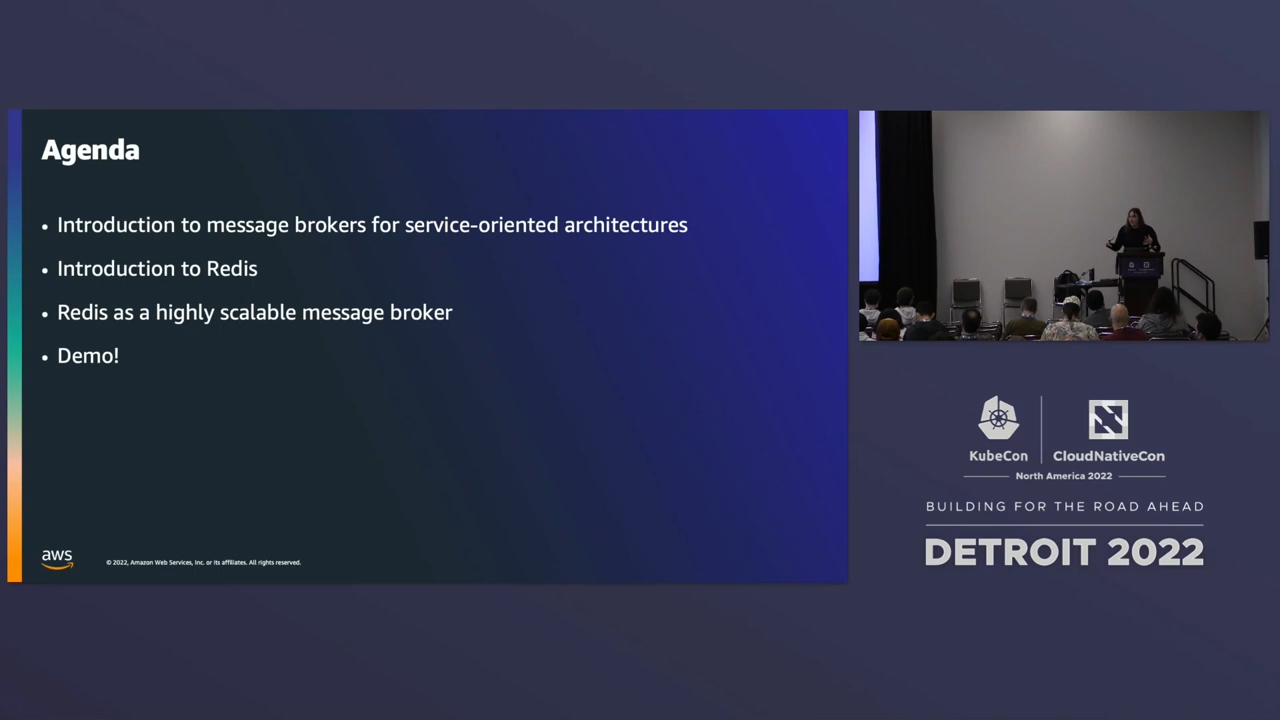 Agenda
• Introduction to message brokers for service-oriented architectures
• Introduction to Redis
• Redis as a highly scalable message broker
• Demo!
aws
© 2022, Amazon Web Services, Inc. or its affiliates. All rights reserved.
KubeCon
CloudNativeCon
North America 2022
BUILDING FOR THE ROAD AHEAD
DETROIT 2022